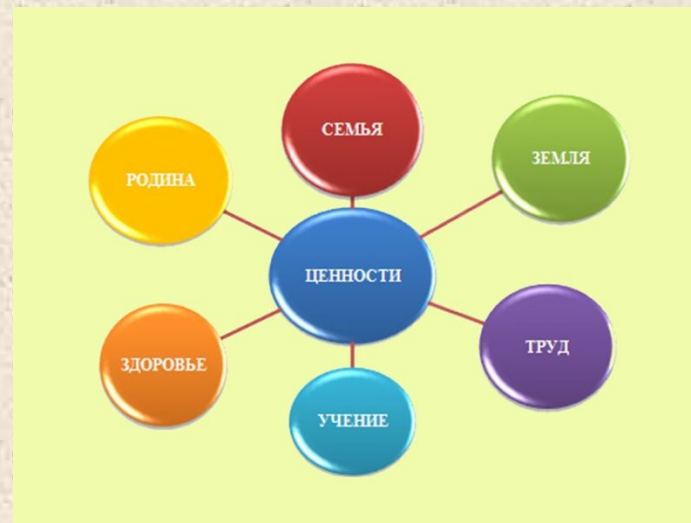 СЕМЬЯ
РОДИНА
ЗЕМЛЯ
ЦЕННОСТИ
ЗДОРОВЬЕ
ТРУД
УЧЕНИЕ